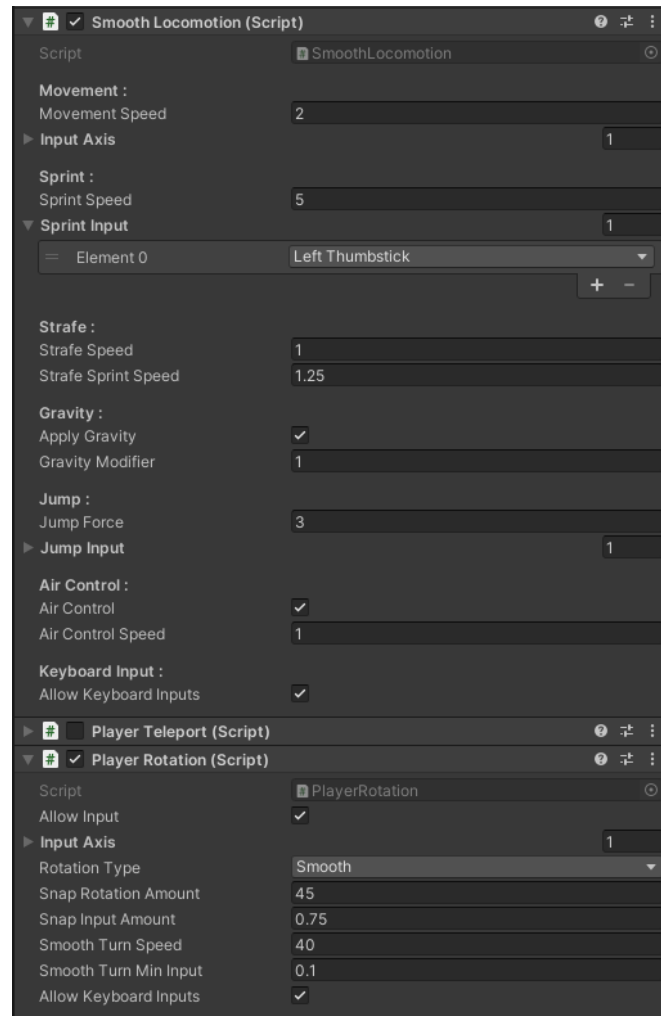 Smooth Locomotion (Script)
Script SmoothLocomotion
Movement :
Movement Speed 2
Input Axis 1
Sprint :
Sprint Speed 5
Sprint Input 1
Element 0 Left Thumbstick
+ −
Strafe :
Strafe Speed 1
Strafe Sprint Speed 1.25
Gravity :
Apply Gravity
Gravity Modifier 1
Jump :
Jump Force 3
Jump Input 1
Air Control :
Air Control
Air Control Speed 1
Keyboard Input :
Allow Keyboard Inputs
Player Teleport (Script)
Player Rotation (Script)
Script PlayerRotation
Allow Input
Input Axis 1
Rotation Type Smooth
Snap Rotation Amount 45
Snap Input Amount 0.75
Smooth Turn Speed 40
Smooth Turn Min Input 0.1
Allow Keyboard Inputs